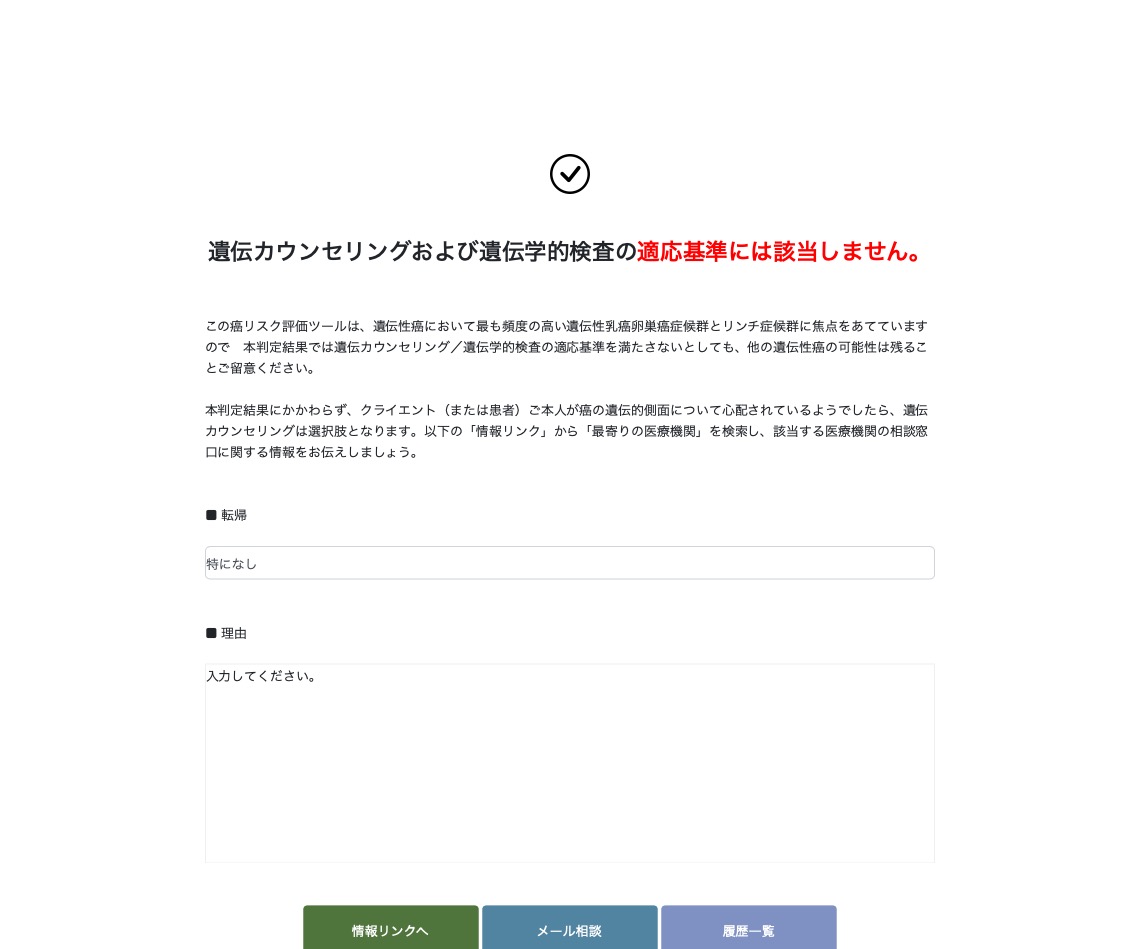 遺伝カウンセリングおよび遺伝学的検査の適応基準には該当しません。
この癌リスク評価ツールは、遺伝性癌において最も頻度の高い遺伝性乳癌卵巣癌症候群とリンチ症候群に焦点をあてています
ので　本判定結果では遺伝カウンセリング／遺伝学的検査の適応基準を満たさないとしても、他の遺伝性癌の可能性は残るこ
とご留意ください。
本判定結果にかかわらず、クライエント（または患者）ご本人が癌の遺伝的側面について心配されているようでしたら、遺伝
カウンセリングは選択肢となります。以下の「情報リンク」から「最寄りの医療機関」を検索し、該当する医療機関の相談窓
口に関する情報をお伝えしましょう。
■ 転帰
特になし
■ 理由
入力してください。
情報リンクへ
メール相談
履歴一覧